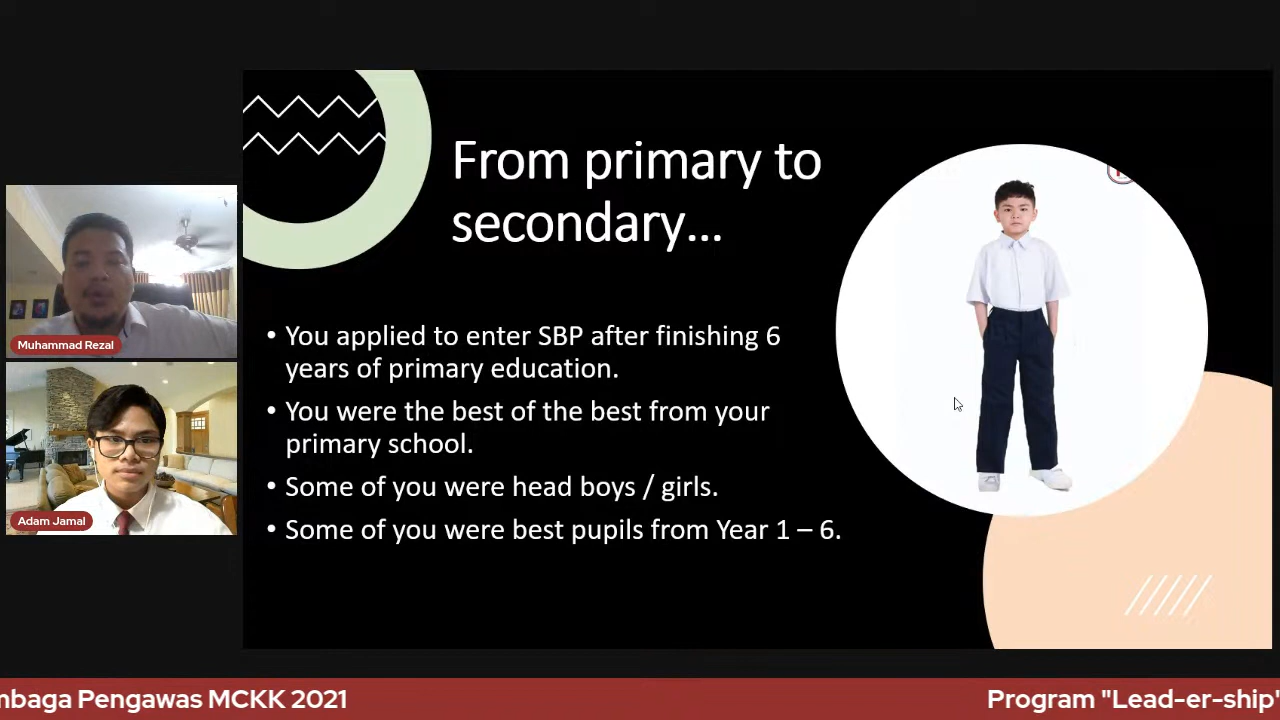 From primary to
secondary...
• You applied to enter SBP after finishing 6
years of primary education.
• You were the best of the best from your
primary school.
• Some of you were head boys / girls.
• Some of you were best pupils from Year 1 – 6.
Muhammad Rezal
Adam Jamal
mbaga Pengawas MCKK 2021
Program "Lead-er-ship"